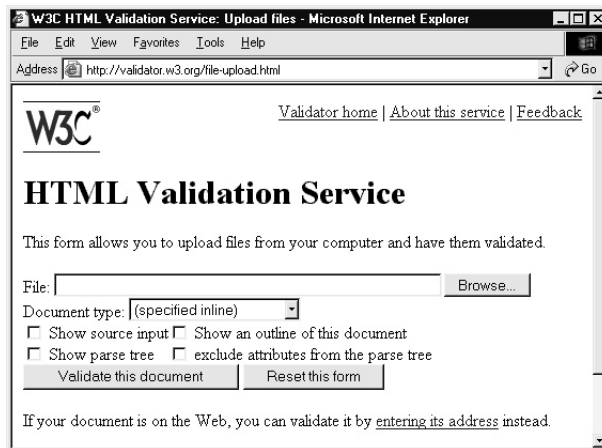 W3C HTML Validation Service: Upload files - Microsoft Internet Explorer
File Edit View Favorites Tools Help
Address http://validator.w3.org/file-upload.html Go
W3C® Validator home | About this service | Feedback
HTML Validation Service
This form allows you to upload files from your computer and have them validated.
File: Browse...
Document type: (specified inline)
Show source input Show an outline of this document
Show parse tree exclude attributes from the parse tree
Validate this document Reset this form
If your document is on the Web, you can validate it by entering its address instead.